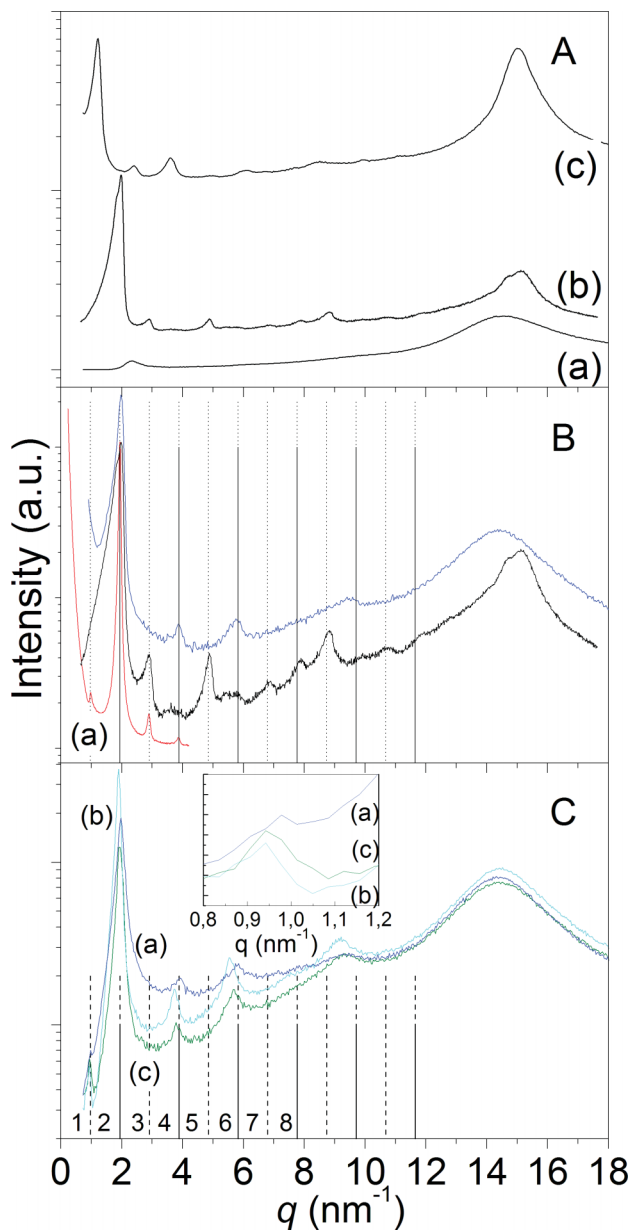 A
(c)
(b)
(a)
B
(a)
Intensity (a.u.)
C
(b)
(a)
(c)
(a)
(c)
(b)
0,8 0,9 1,0 1,1 1,2
q (nm⁻¹)
1 2 3 4 5 6 7 8
0 2 4 6 8 10 12 14 16 18
q (nm⁻¹)